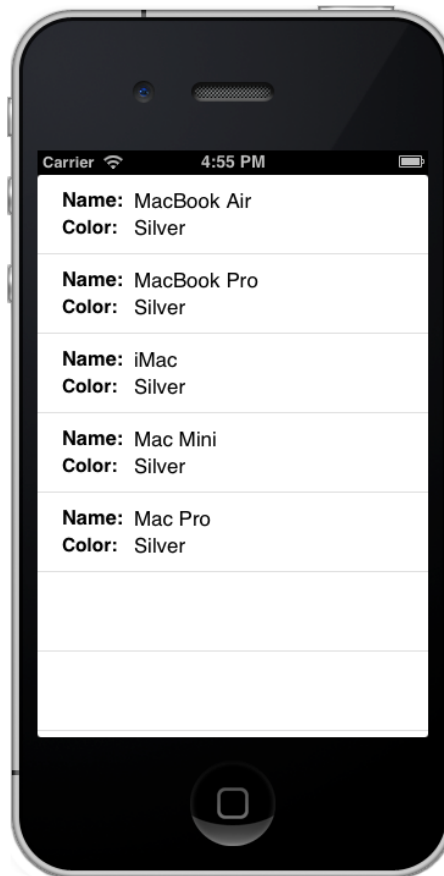 Carrier 4:55 PM
Name: MacBook Air
Color: Silver
Name: MacBook Pro
Color: Silver
Name: iMac
Color: Silver
Name: Mac Mini
Color: Silver
Name: Mac Pro
Color: Silver